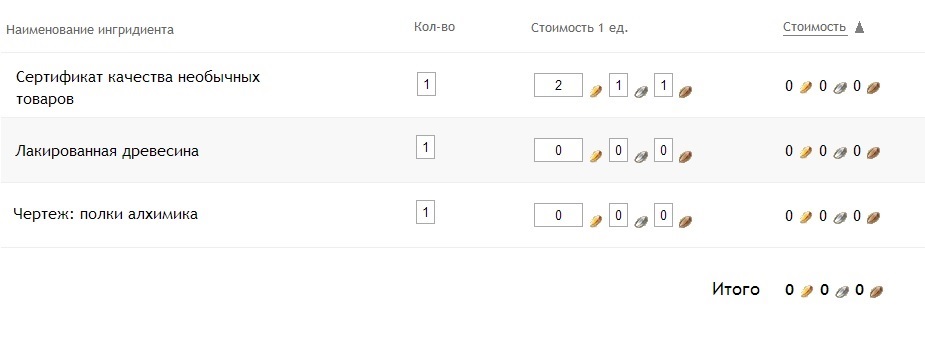 Наименование ингридиента Кол-во Стоимость 1 ед. Стоимость
Сертификат качества необычных
товаров 1 2 1 1 0 0 0
Лакированная древесина 1 0 0 0 0 0 0
Чертеж: полки алхимика 1 0 0 0 0 0 0
Итого 0 0 0